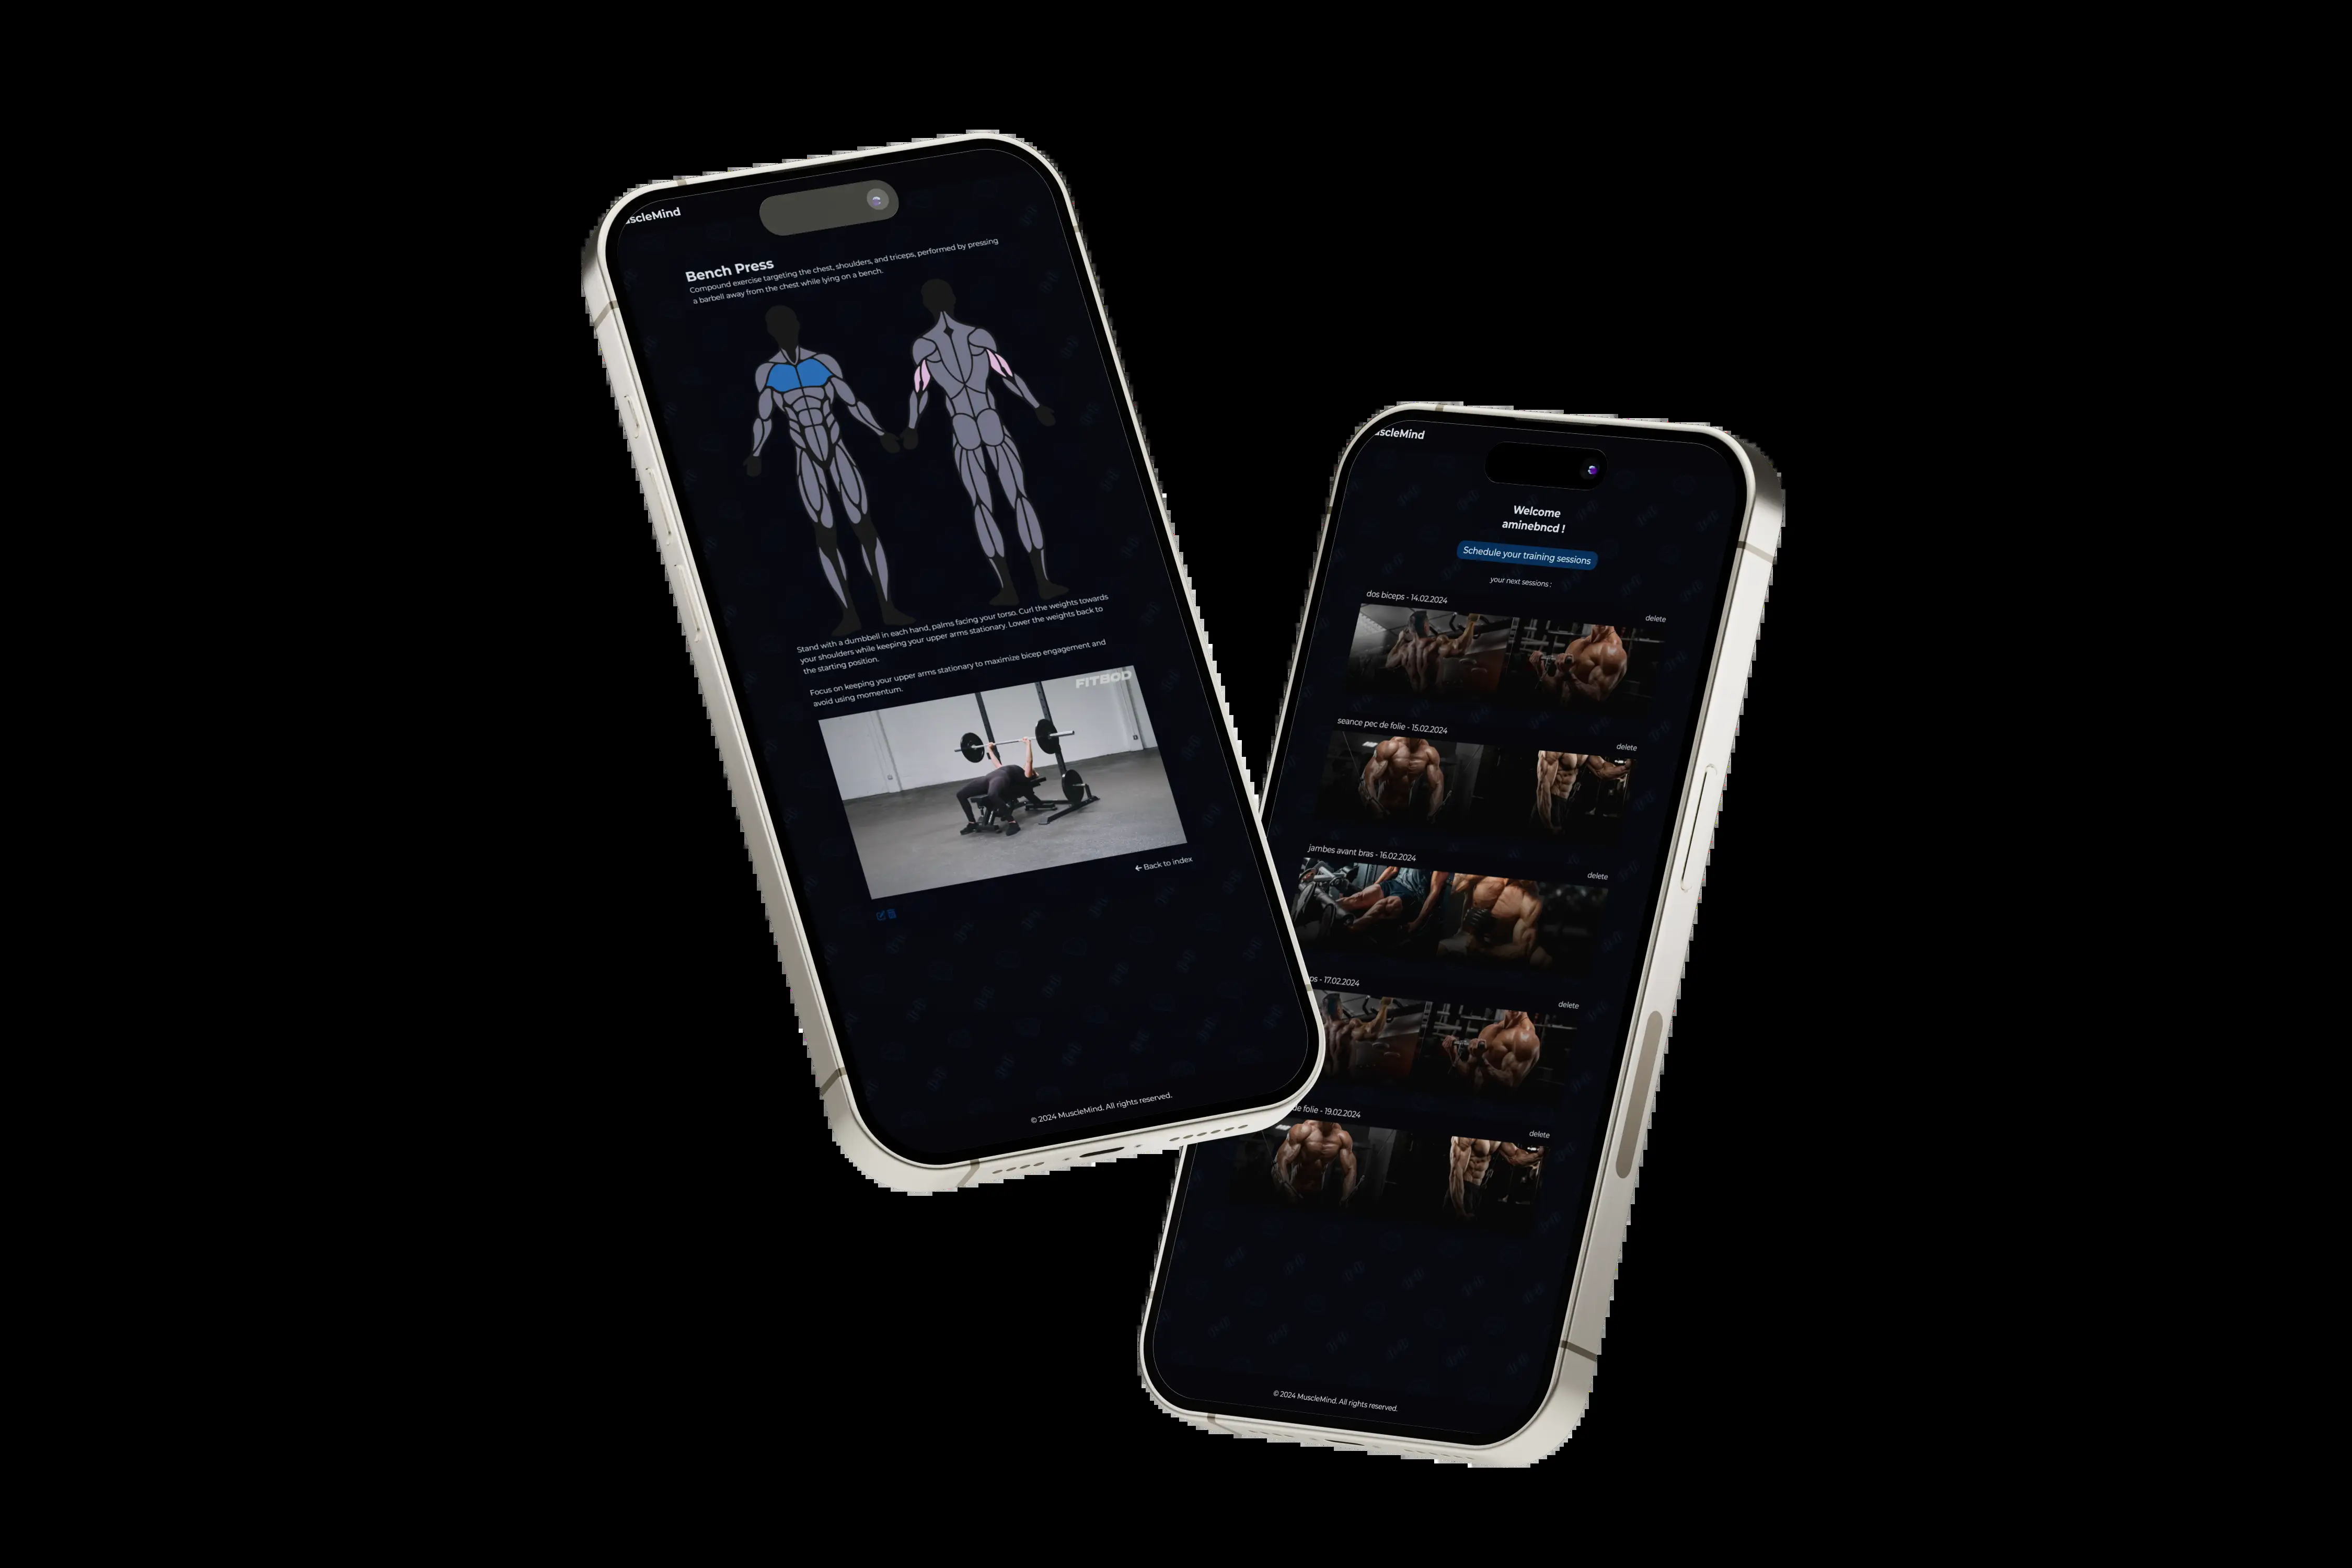 scleMind
Bench Press
Compound exercise targeting the chest, shoulders, and triceps, performed by pressing
a barbell away from the chest while lying on a bench.
Stand with a dumbbell in each hand, palms facing your torso. Curl the weights towards
your shoulders while keeping your upper arms stationary. Lower the weights back to
the starting position.
Focus on keeping your upper arms stationary to maximize bicep engagement and
avoid using momentum.
FITBOD
← Back to index
© 2024 MuscleMind. All rights reserved.
scleMind
Welcome
aminebncd !
Schedule your training sessions
your next sessions :
dos biceps - 14.02.2024
delete
seance pec de folie - 15.02.2024
delete
jambes avant bras - 16.02.2024
delete
ps - 17.02.2024
delete
de folie - 19.02.2024
delete
© 2024 MuscleMind. All rights reserved.